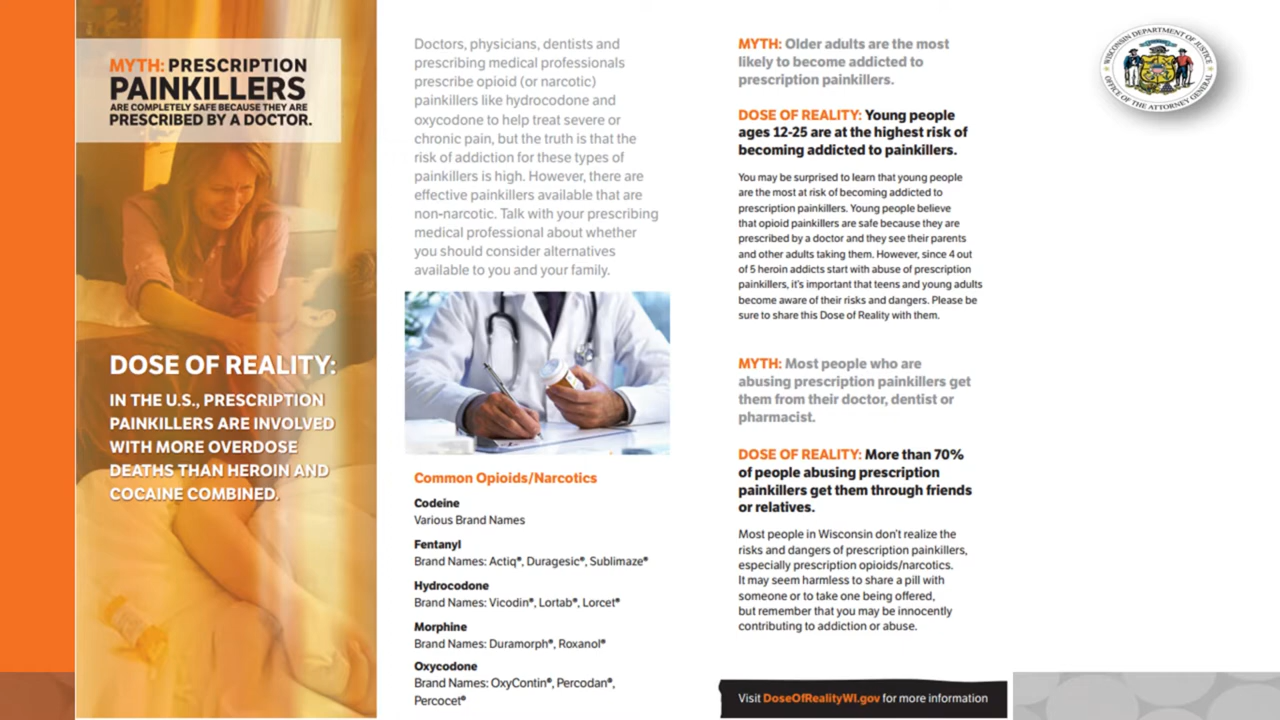 MYTH: PRESCRIPTION
PAINKILLERS
ARE COMPLETELY SAFE BECAUSE THEY ARE
PRESCRIBED BY A DOCTOR.
DOSE OF REALITY:
IN THE U.S., PRESCRIPTION
PAINKILLERS ARE INVOLVED
WITH MORE OVERDOSE
DEATHS THAN HEROIN AND
COCAINE COMBINED.
Doctors, physicians, dentists and
prescribing medical professionals
prescribe opioid (or narcotic)
painkillers like hydrocodone and
oxycodone to help treat severe or
chronic pain, but the truth is that the
risk of addiction for these types of
painkillers is high. However, there are
effective painkillers available that are
non-narcotic. Talk with your prescribing
medical professional about whether
you should consider alternatives
available to you and your family.
Common Opioids/Narcotics
Codeine
Various Brand Names
Fentanyl
Brand Names: Actiq®, Duragesic®, Sublimaze®
Hydrocodone
Brand Names: Vicodin®, Lortab®, Lorcet®
Morphine
Brand Names: Duramorph®, Roxanol®
Oxycodone
Brand Names: OxyContin®, Percodan®,
Percocet®
MYTH: Older adults are the most
likely to become addicted to
prescription painkillers.
DOSE OF REALITY: Young people
ages 12-25 are at the highest risk of
becoming addicted to painkillers.
You may be surprised to learn that young people
are the most at risk of becoming addicted to
prescription painkillers. Young people believe
that opioid painkillers are safe because they are
prescribed by a doctor and they see their parents
and other adults taking them. However, since 4 out
of 5 heroin addicts start with abuse of prescription
painkillers, it's important that teens and young adults
become aware of their risks and dangers. Please be
sure to share this Dose of Reality with them.
MYTH: Most people who are
abusing prescription painkillers get
them from their doctor, dentist or
pharmacist.
DOSE OF REALITY: More than 70%
of people abusing prescription
painkillers get them through friends
or relatives.
Most people in Wisconsin don't realize the
risks and dangers of prescription painkillers,
especially prescription opioids/narcotics.
It may seem harmless to share a pill with
someone or to take one being offered,
but remember that you may be innocently
contributing to addiction or abuse.
Visit DoseOfRealityWI.gov for more information
WISCONSIN DEPARTMENT OF JUSTICE
OFFICE OF THE ATTORNEY GENERAL